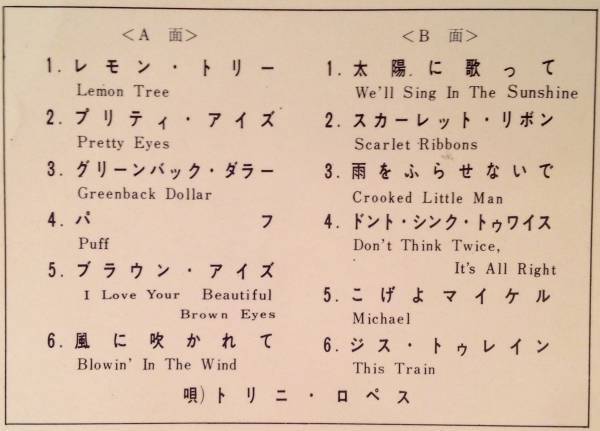 <A 面>
1. レモン・トリー
Lemon Tree
2. プリティ・アイズ
Pretty Eyes
3. グリーンバック・ダラー
Greenback Dollar
4. パフ
Puff
5. ブラウン・アイズ
I Love Your Beautiful
Brown Eyes
6. 風に吹かれて
Blowin' In The Wind
<B 面>
1. 太陽に歌って
We'll Sing In The Sunshine
2. スカーレット・リボン
Scarlet Ribbons
3. 雨をふらせないで
Crooked Little Man
4. ドント・シンク・トゥワイス
Don't Think Twice,
It's All Right
5. こげよマイケル
Michael
6. ジス・トゥレイン
This Train
唄)トリニ・ロペス